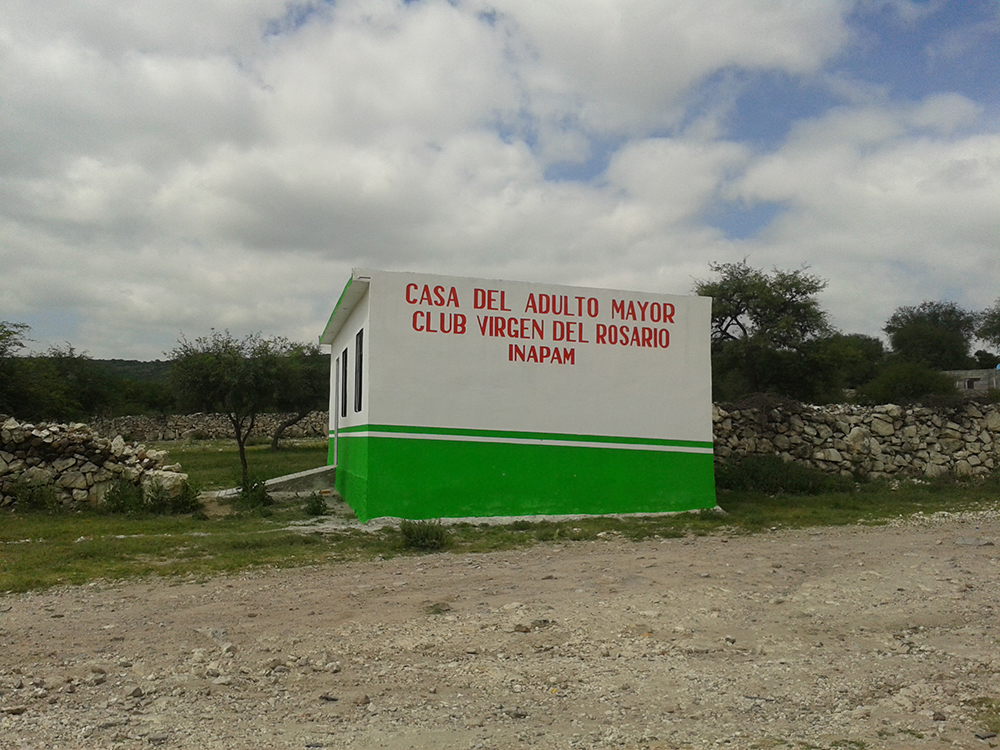 CASA DEL ADULTO MAYOR
CLUB VIRGEN DEL ROSARIO
INAPAM